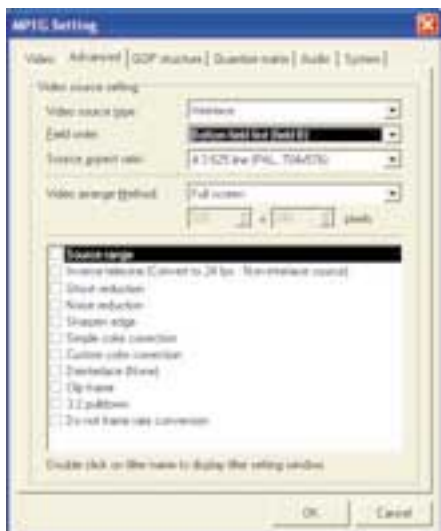 MPEG Setting
Video Advanced GOP structure Quantize matrix Audio System
Video source setting
Video source type: Interlace
Field order: Bottom field first (field B)
Source aspect ratio: 4:3 625 line (PAL, 704x576)
Video arrange Method: Full screen
x pixels
Source range
Inverse telecine (Convert to 24 fps - Non-interlace source)
Ghost reduction
Noise reduction
Sharpen edge
Simple color correction
Custom color correction
Deinterlace (None)
Clip frame
3:2 pulldown
Do not frame rate conversion
Double click on filter name to display filter setting window.
OK Cancel